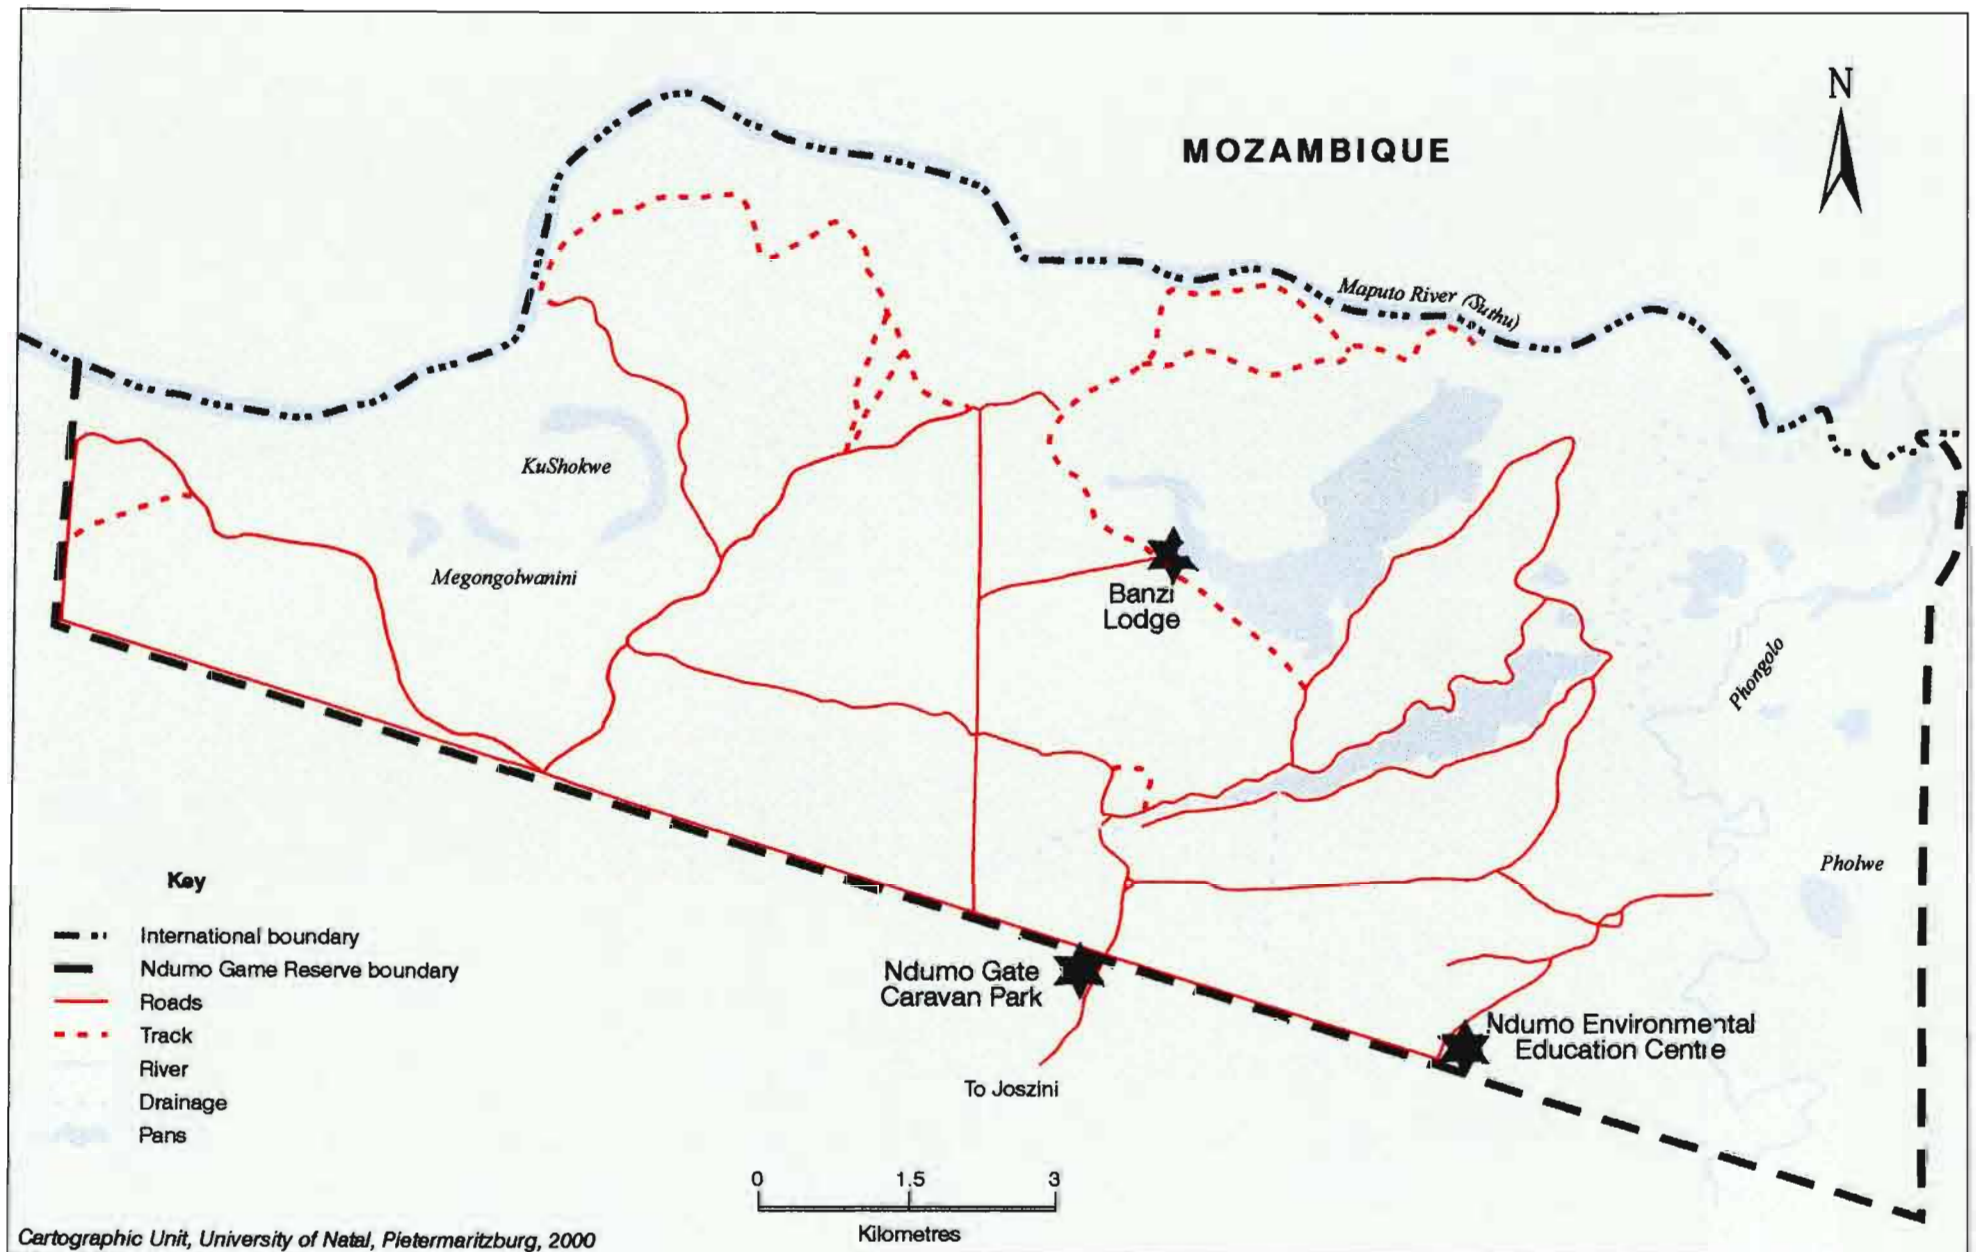 N
MOZAMBIQUE
Maputo River (Suthu)
KuShokwe
Megongolwanini
Banzi
Lodge
Phongolo
Pholwe
Key
International boundary
Ndumo Game Reserve boundary
Roads
Track
River
Drainage
Pans
Ndumo Gate
Caravan Park
Ndumo Environmental
Education Centre
To Joszini
0 1.5 3
Kilometres
Cartographic Unit, University of Natal, Pietermaritzburg, 2000